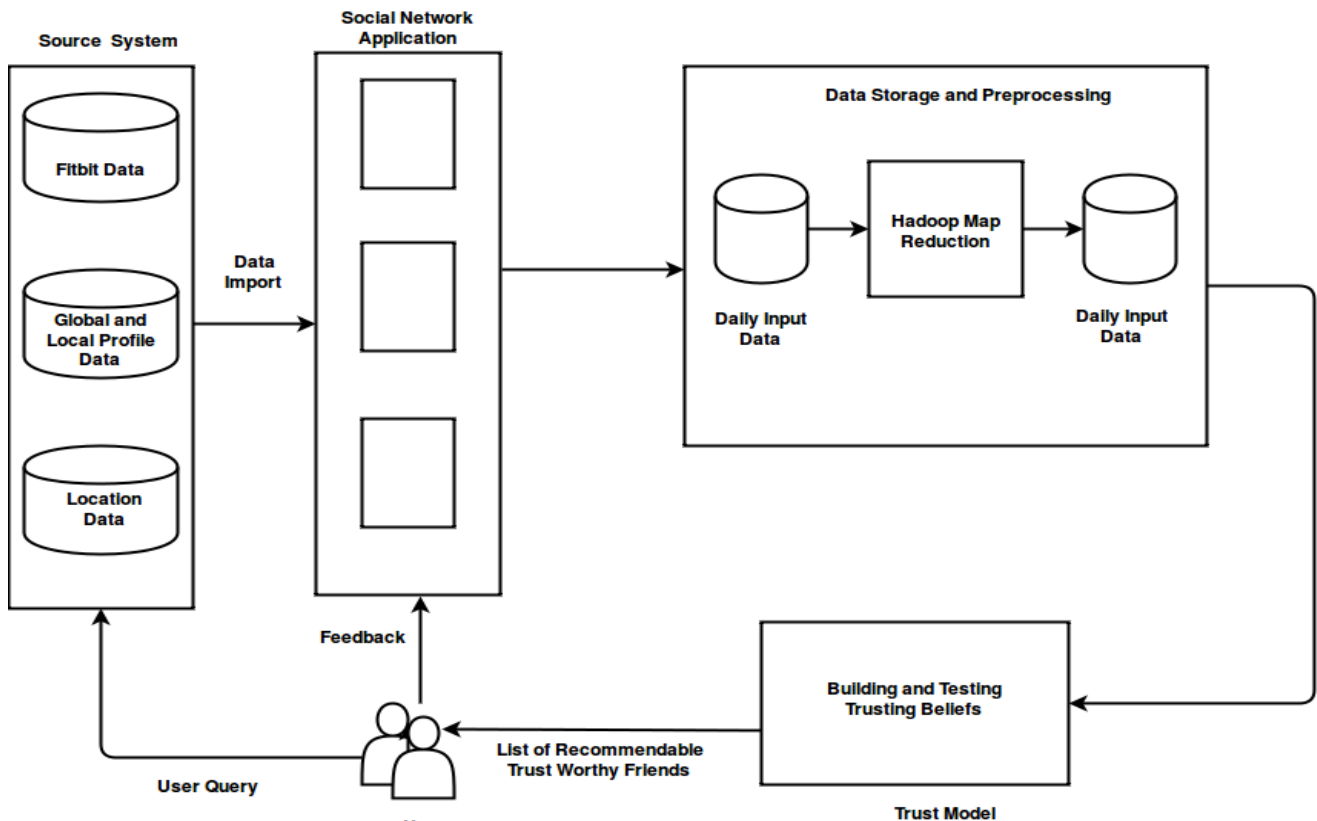 Source System
Social Network
Application
Data Storage and Preprocessing
Fitbit Data
Global and
Local Profile
Data
Location
Data
Data
Import
Hadoop Map
Reduction
Daily Input
Data
Daily Input
Data
Feedback
Building and Testing
Trusting Beliefs
List of Recommendable
Trust Worthy Friends
User Query
Trust Model